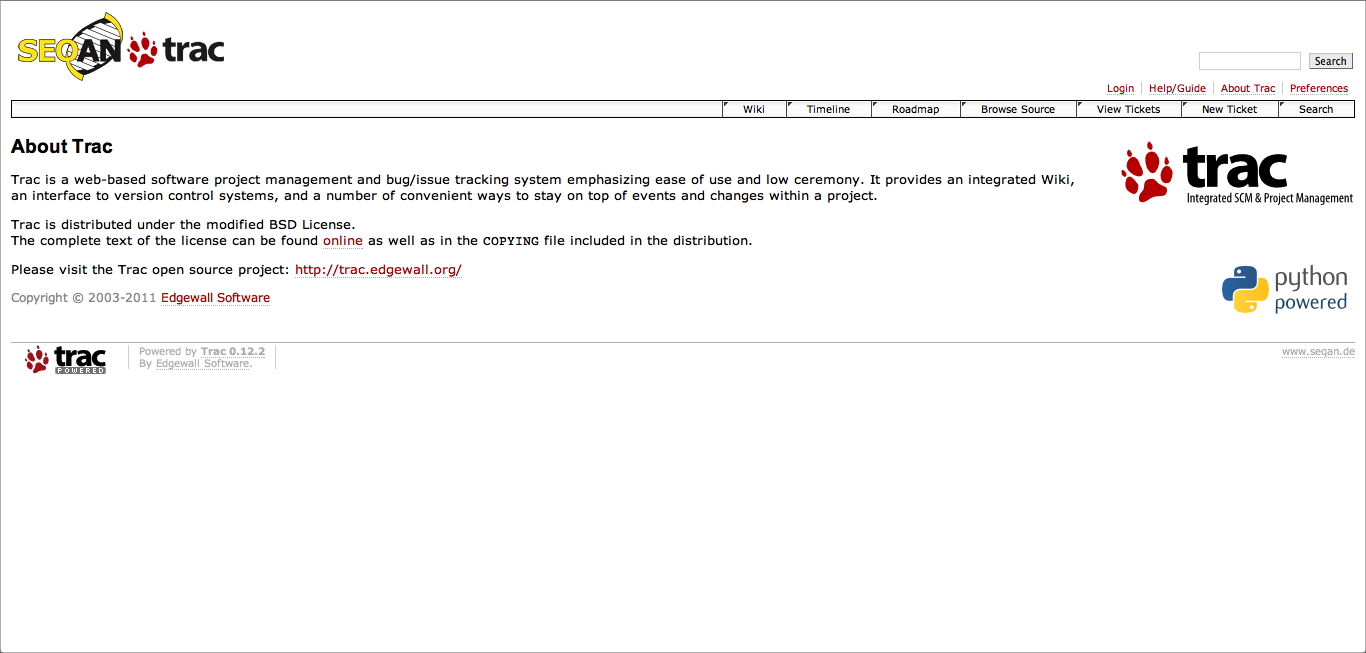 SEQAN trac
Search
Login Help/Guide About Trac Preferences
Wiki Timeline Roadmap Browse Source View Tickets New Ticket Search
About Trac
trac
Integrated SCM & Project Management
Trac is a web-based software project management and bug/issue tracking system emphasizing ease of use and low ceremony. It provides an integrated Wiki,
an interface to version control systems, and a number of convenient ways to stay on top of events and changes within a project.
Trac is distributed under the modified BSD License.
The complete text of the license can be found online as well as in the COPYING file included in the distribution.
Please visit the Trac open source project: http://trac.edgewall.org/
Copyright © 2003-2011 Edgewall Software
python
powered
trac
POWERED
Powered by Trac 0.12.2
By Edgewall Software.
www.seqan.de